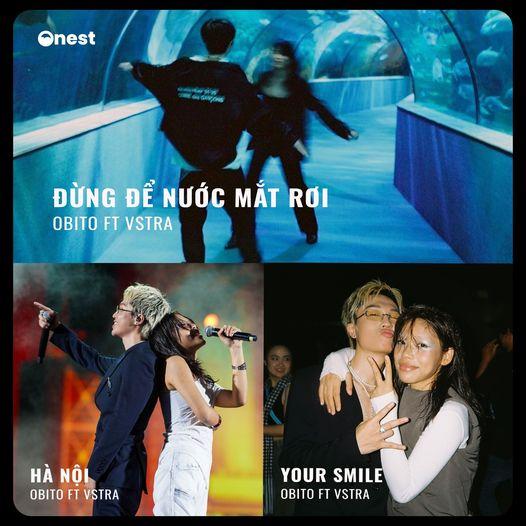 Onest
ĐỪNG ĐỂ NƯỚC MẮT RƠI
OBITO FT VSTRA
HÀ NỘI
OBITO FT VSTRA
YOUR SMILE
OBITO FT VSTRA